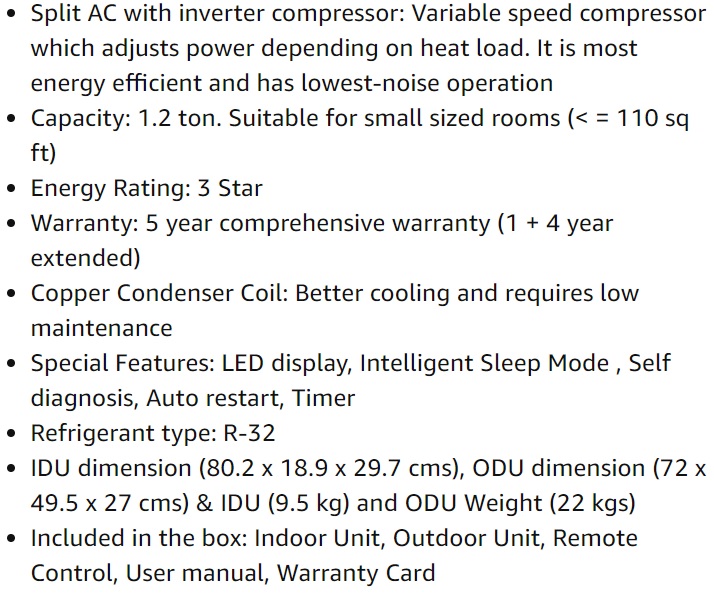 • Split AC with inverter compressor: Variable speed compressor
which adjusts power depending on heat load. It is most
energy efficient and has lowest-noise operation
• Capacity: 1.2 ton. Suitable for small sized rooms (< = 110 sq
ft)
• Energy Rating: 3 Star
• Warranty: 5 year comprehensive warranty (1 + 4 year
extended)
• Copper Condenser Coil: Better cooling and requires low
maintenance
• Special Features: LED display, Intelligent Sleep Mode , Self
diagnosis, Auto restart, Timer
• Refrigerant type: R-32
• IDU dimension (80.2 x 18.9 x 29.7 cms), ODU dimension (72 x
49.5 x 27 cms) & IDU (9.5 kg) and ODU Weight (22 kgs)
• Included in the box: Indoor Unit, Outdoor Unit, Remote
Control, User manual, Warranty Card